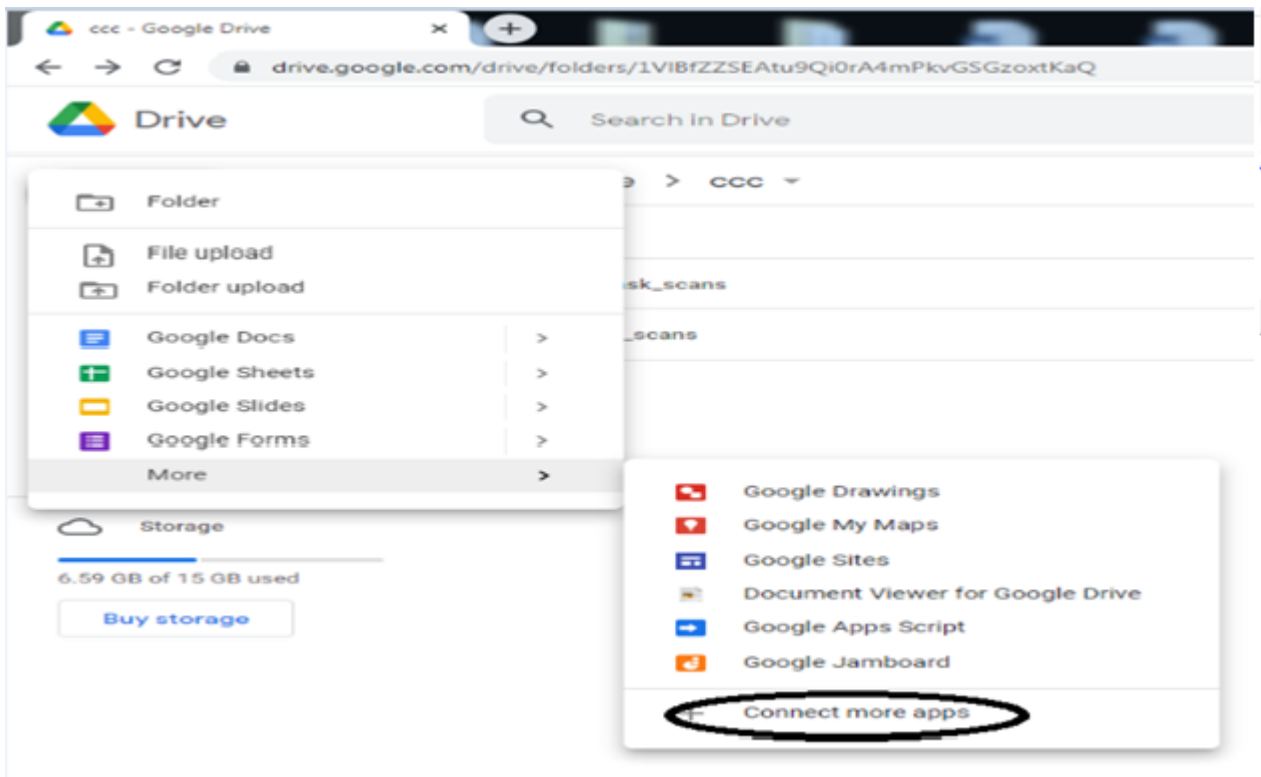 ccc - Google Drive
drive.google.com/drive/folders/1VIBfZZSEAtu9Qi0rA4mPkvGSGzoxtKaQ
Drive
Search in Drive
> ccc
Folder
File upload
Folder upload
sk_scans
Google Docs >
_scans
Google Sheets >
Google Slides >
Google Forms >
More >
Google Drawings
Google My Maps
Google Sites
Document Viewer for Google Drive
Google Apps Script
Google Jamboard
+ Connect more apps
Storage
6.59 GB of 15 GB used
Buy storage